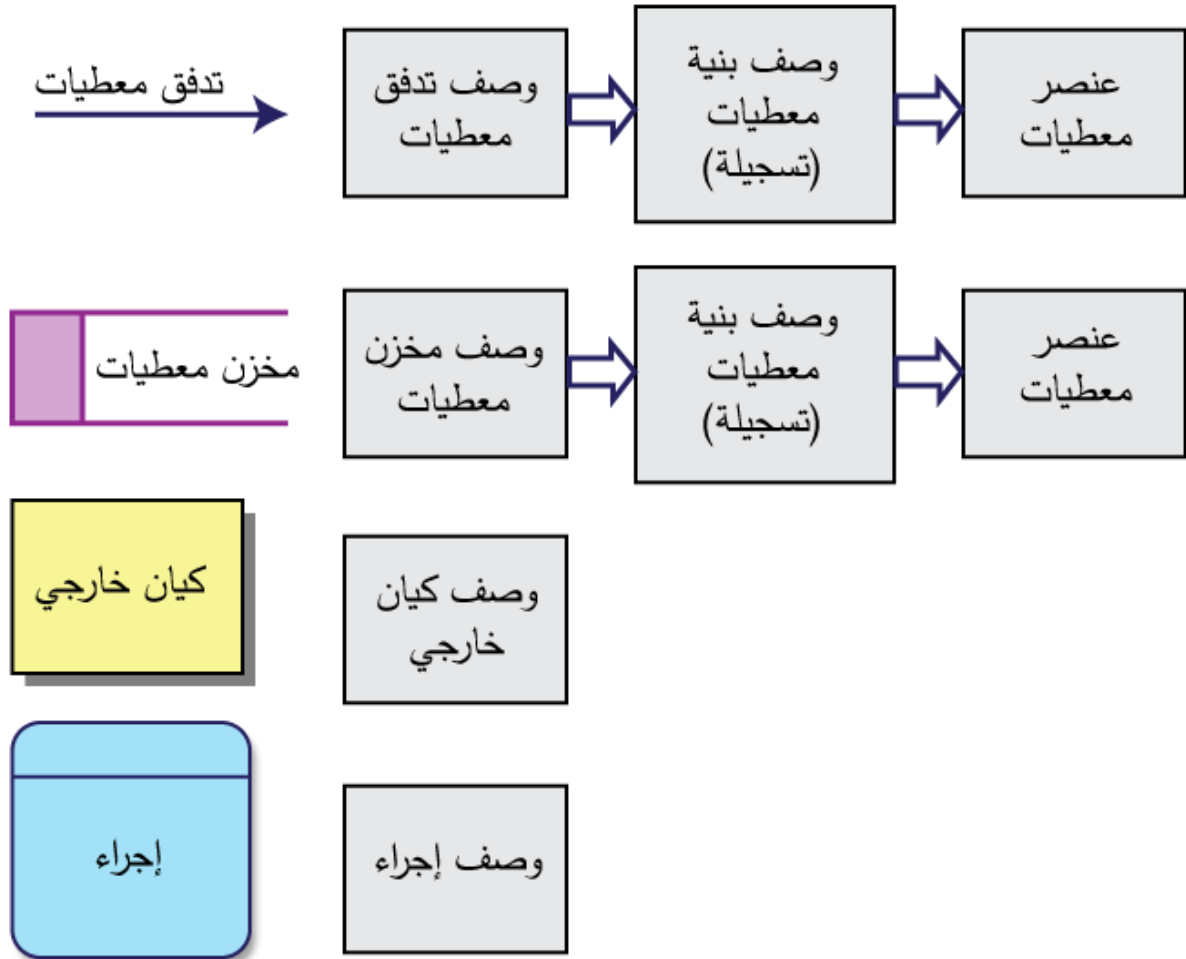 تدفق معطيات
وصف تدفق
معطيات
وصف بنية
معطيات
(تسجيلة)
عنصر
معطيات
مخزن معطيات
وصف مخزن
معطيات
وصف بنية
معطيات
(تسجيلة)
عنصر
معطيات
كيان خارجي
وصف كيان
خارجي
إجراء
وصف إجراء